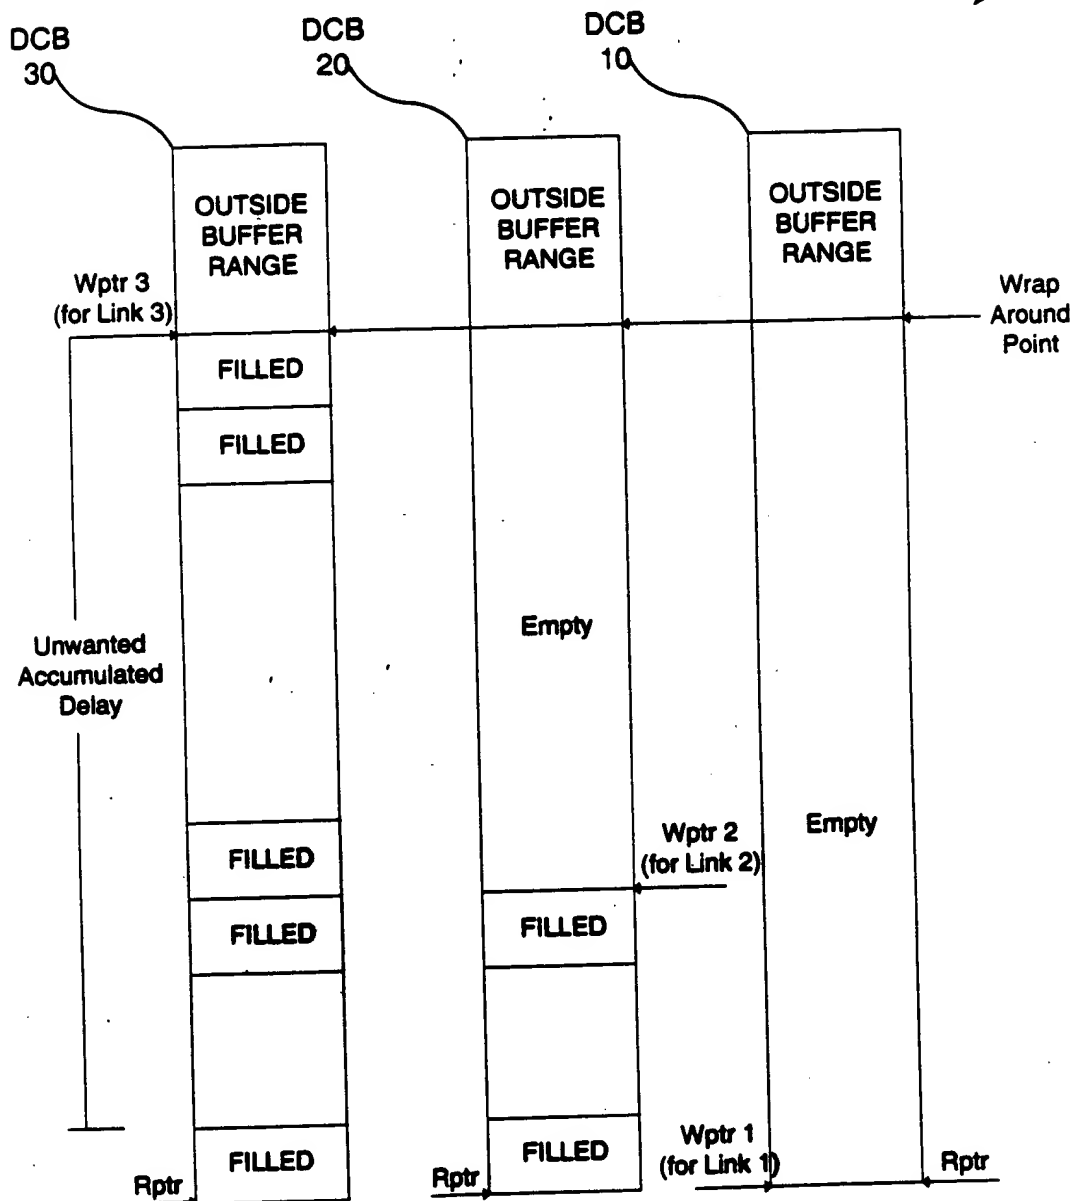 DCB
30
DCB
20
DCB
10
OUTSIDE
BUFFER
RANGE
OUTSIDE
BUFFER
RANGE
OUTSIDE
BUFFER
RANGE
Wptr 3
(for Link 3)
Wrap
Around
Point
FILLED
FILLED
Empty
Unwanted
Accumulated
Delay
Empty
Wptr 2
(for Link 2)
FILLED
FILLED
FILLED
Wptr 1
(for Link 1)
FILLED
FILLED
Rptr
Rptr
Rptr